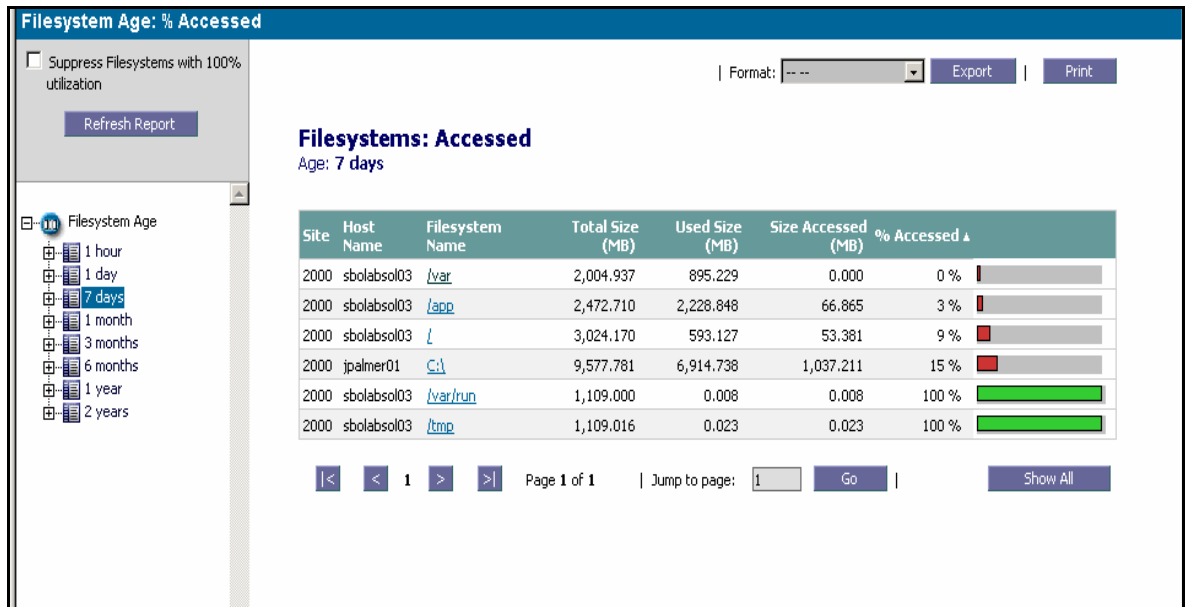 Filesystem Age: % Accessed
Suppress Filesystems with 100%
utilization
Refresh Report
| Format: -- -- Export | Print
Filesystems: Accessed
Age: 7 days
Filesystem Age
1 hour
1 day
7 days
1 month
3 months
6 months
1 year
2 years
Site Host Name Filesystem Name Total Size (MB) Used Size (MB) Size Accessed (MB) % Accessed
2000 sbolabsol03 /var 2,004.937 895.229 0.000 0 %
2000 sbolabsol03 /app 2,472.710 2,228.848 66.865 3 %
2000 sbolabsol03 / 3,024.170 593.127 53.381 9 %
2000 jpalmer01 C:\ 9,577.781 6,914.738 1,037.211 15 %
2000 sbolabsol03 /var/run 1,109.000 0.008 0.008 100 %
2000 sbolabsol03 /tmp 1,109.016 0.023 0.023 100 %
|< < 1 > >| Page 1 of 1 | Jump to page: 1 Go | Show All